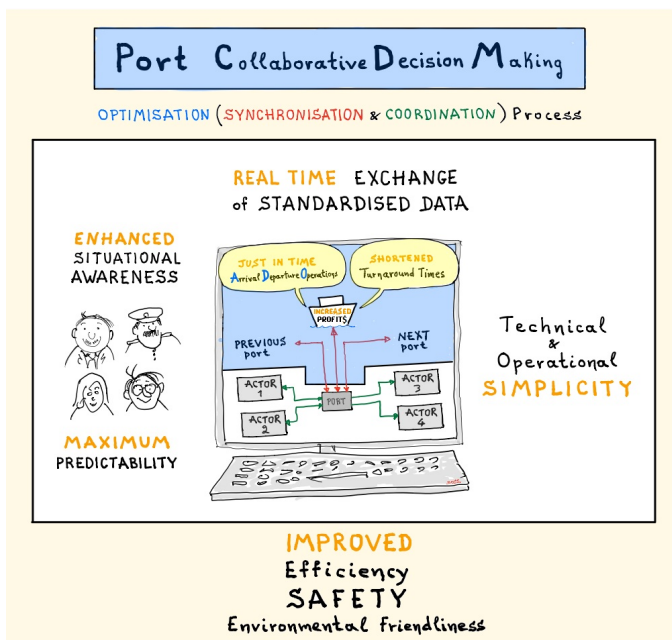 Port Collaborative Decision Making
OPTIMISATION (SYNCHRONISATION & COORDINATION) Process
REAL TIME EXCHANGE
of STANDARDISED DATA
ENHANCED
SITUATIONAL
AWARENESS
MAXIMUM
PREDICTABILITY
JUST IN TIME
Arrival Departure Operations
SHORTENED
Turnaround Times
INCREASED
PROFIT$
PREVIOUS
port
NEXT
port
ACTOR
1
ACTOR
2
PORT
ACTOR
3
ACTOR
4
Technical
&
Operational
SIMPLICITY
IMPROVED
Efficiency
SAFETY
Environmental Friendliness